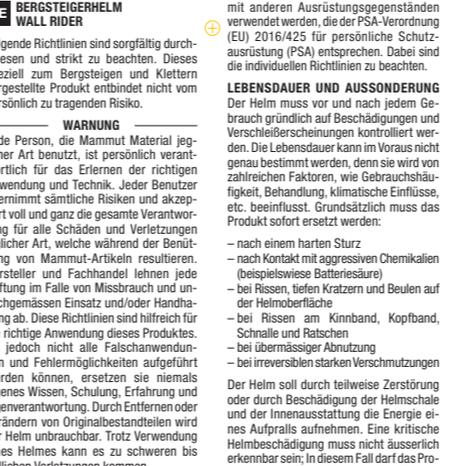 E BERGSTEIGERHELM
WALL RIDER
gende Richtlinien sind sorgfältig durch-
esen und strikt zu beachten. Dieses
eziell zum Bergsteigen und Klettern
rgestellte Produkt entbindet nicht vom
rsönlich zu tragenden Risiko.
WARNUNG
de Person, die Mammut Material jeg-
her Art benutzt, ist persönlich verant-
ortlich für das Erlernen der richtigen
wendung und Technik. Jeder Benutzer
ernimmt sämtliche Risiken und akzep-
rt voll und ganz die gesamte Verantwor-
ng für alle Schäden und Verletzungen
glicher Art, welche während der Benüt-
ng von Mammut-Artikeln resultieren.
rsteller und Fachhandel lehnen jede
ftung im Falle von Missbrauch und un-
chgemässen Einsatz und/oder Handha-
ng ab. Diese Richtlinien sind hilfreich für
richtige Anwendung dieses Produktes.
jedoch nicht alle Falschanwendun-
n und Fehlermöglichkeiten aufgeführt
rden können, ersetzen sie niemals
enes Wissen, Schulung, Erfahrung und
genverantwortung. Durch Entfernen oder
rändern von Originalbestandteilen wird
r Helm unbrauchbar. Trotz Verwendung
es Helmes kann es zu schweren bis
dlichen Verletzungen kommen.
mit anderen Ausrüstungsgegenständen
verwendet werden, die der PSA-Verordnung
(EU) 2016/425 für persönliche Schutz-
ausrüstung (PSA) entsprechen. Dabei sind
die individuellen Richtlinien zu beachten.
LEBENSDAUER UND AUSSONDERUNG
Der Helm muss vor und nach jedem Ge-
brauch gründlich auf Beschädigungen und
Verschleißerscheinungen kontrolliert wer-
den. Die Lebensdauer kann im Voraus nicht
genau bestimmt werden, denn sie wird von
zahlreichen Faktoren, wie Gebrauchshäu-
figkeit, Behandlung, klimatische Einflüsse,
etc. beeinflusst. Grundsätzlich muss das
Produkt sofort ersetzt werden:
– nach einem harten Sturz
– nach Kontakt mit aggressiven Chemikalien
(beispielswiese Batteriesäure)
– bei Rissen, tiefen Kratzern und Beulen auf
der Helmoberfläche
– bei Rissen am Kinnband, Kopfband,
Schnalle und Ratschen
– bei übermässiger Abnutzung
– bei irreversiblen starken Verschmutzungen
Der Helm soll durch teilweise Zerstörung
oder durch Beschädigung der Helmschale
und der Innenausstattung die Energie ei-
nes Aufpralls aufnehmen. Eine kritische
Helmbeschädigung muss nicht äusserlich
erkennbar sein; In diesem Fall darf das Pro-